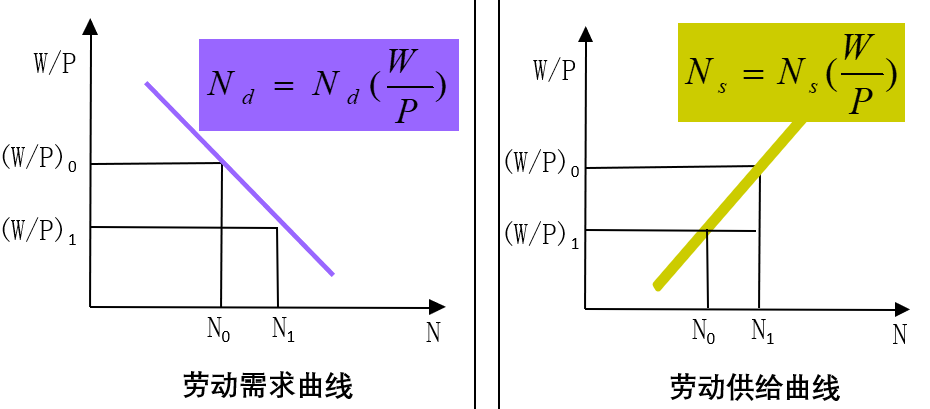 W/P
N_d = N_d(W/P)
(W/P)₀
(W/P)₁
N₀ N₁
N
劳动需求曲线
W/P
N_s = N_s(W/P)
(W/P)₀
(W/P)₁
N₀ N₁
N
劳动供给曲线